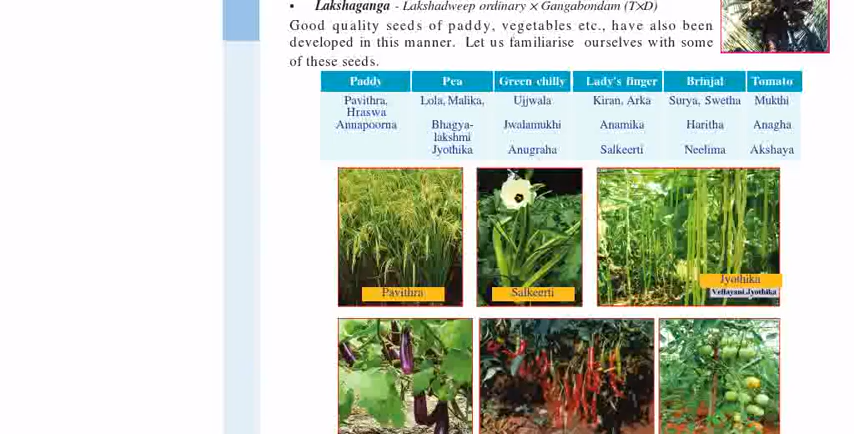 • Lakshaganga - Lakshadweep ordinary × Gangabondam (T×D)
Good quality seeds of paddy, vegetables etc., have also been
developed in this manner. Let us familiarise ourselves with some
of these seeds.
Paddy Pea Green chilly Lady's finger Brinjal Tomato
Pavithra, Lola, Malika, Ujjwala Kiran, Arka Surya, Swetha Mukthi
Hraswa
Annapoorna Bhagya- Jwalamukhi Anamika Haritha Anagha
lakshmi
Jyothika Anugraha Salkeerti Neelima Akshaya
Jyothika
Vellayani Jyothika
Pavithra Salkeerti